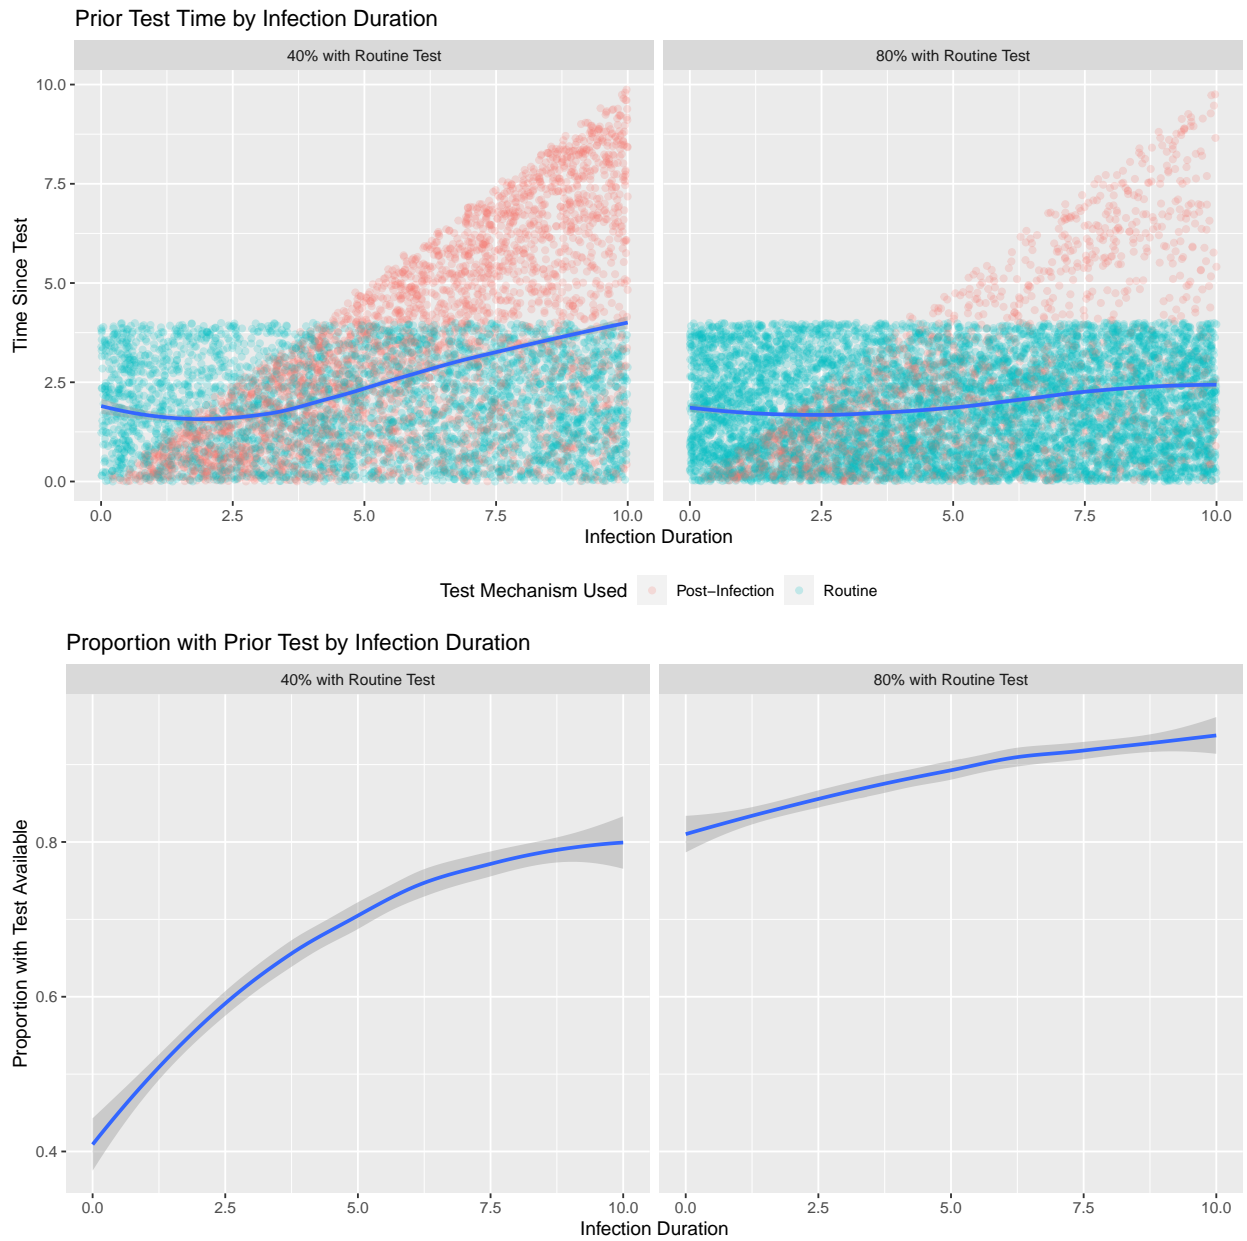 Prior Test Time by Infection Duration
40% with Routine Test
80% with Routine Test
Time Since Test
10.0
7.5
5.0
2.5
0.0
0.0 2.5 5.0 7.5 10.0
0.0 2.5 5.0 7.5 10.0
Infection Duration
Test Mechanism Used Post−Infection Routine
Proportion with Prior Test by Infection Duration
40% with Routine Test
80% with Routine Test
Proportion with Test Available
0.8
0.6
0.4
0.0 2.5 5.0 7.5 10.0
0.0 2.5 5.0 7.5 10.0
Infection Duration